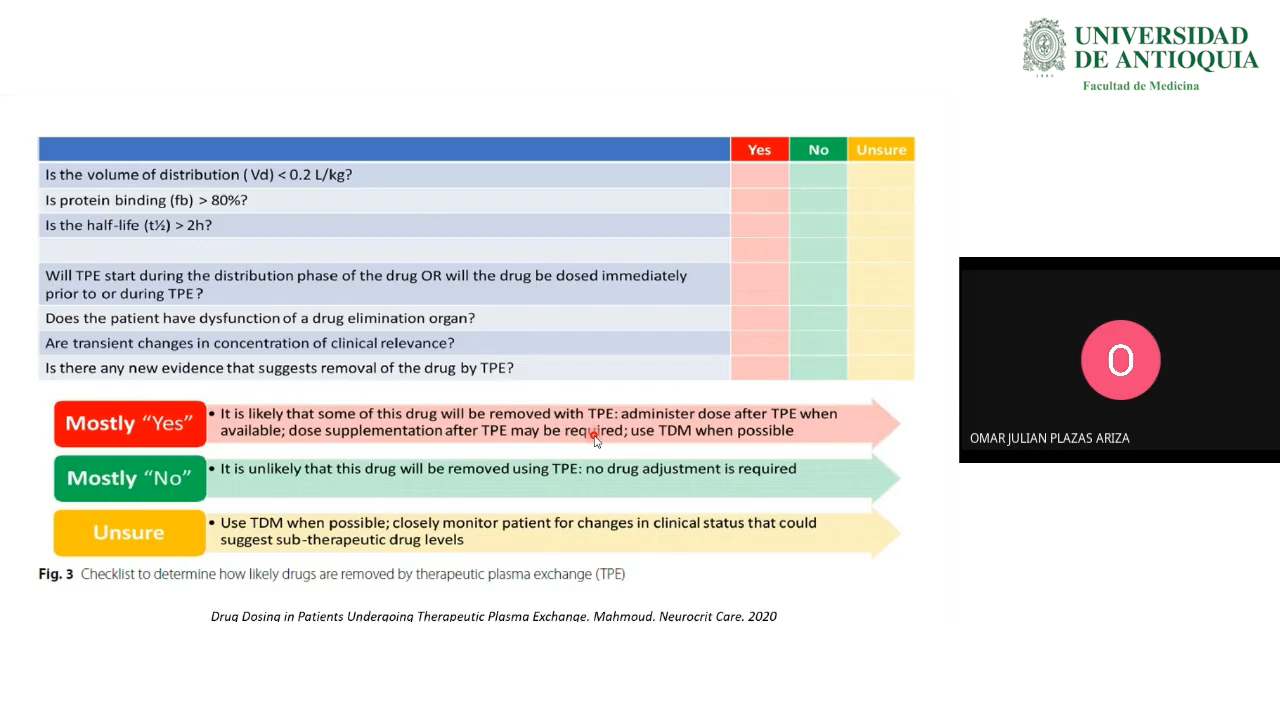 UNIVERSIDAD
DE ANTIOQUIA
1803
Facultad de Medicina
Yes No Unsure
Is the volume of distribution ( Vd) < 0.2 L/kg?
Is protein binding (fb) > 80%?
Is the half-life (t½) > 2h?
Will TPE start during the distribution phase of the drug OR will the drug be dosed immediately
prior to or during TPE?
Does the patient have dysfunction of a drug elimination organ?
Are transient changes in concentration of clinical relevance?
Is there any new evidence that suggests removal of the drug by TPE?
Mostly “Yes”
• It is likely that some of this drug will be removed with TPE: administer dose after TPE when
available; dose supplementation after TPE may be required; use TDM when possible
Mostly “No”
• It is unlikely that this drug will be removed using TPE: no drug adjustment is required
Unsure
• Use TDM when possible; closely monitor patient for changes in clinical status that could
suggest sub-therapeutic drug levels
Fig. 3 Checklist to determine how likely drugs are removed by therapeutic plasma exchange (TPE)
Drug Dosing in Patients Undergoing Therapeutic Plasma Exchange. Mahmoud. Neurocrit Care. 2020
O
OMAR JULIAN PLAZAS ARIZA